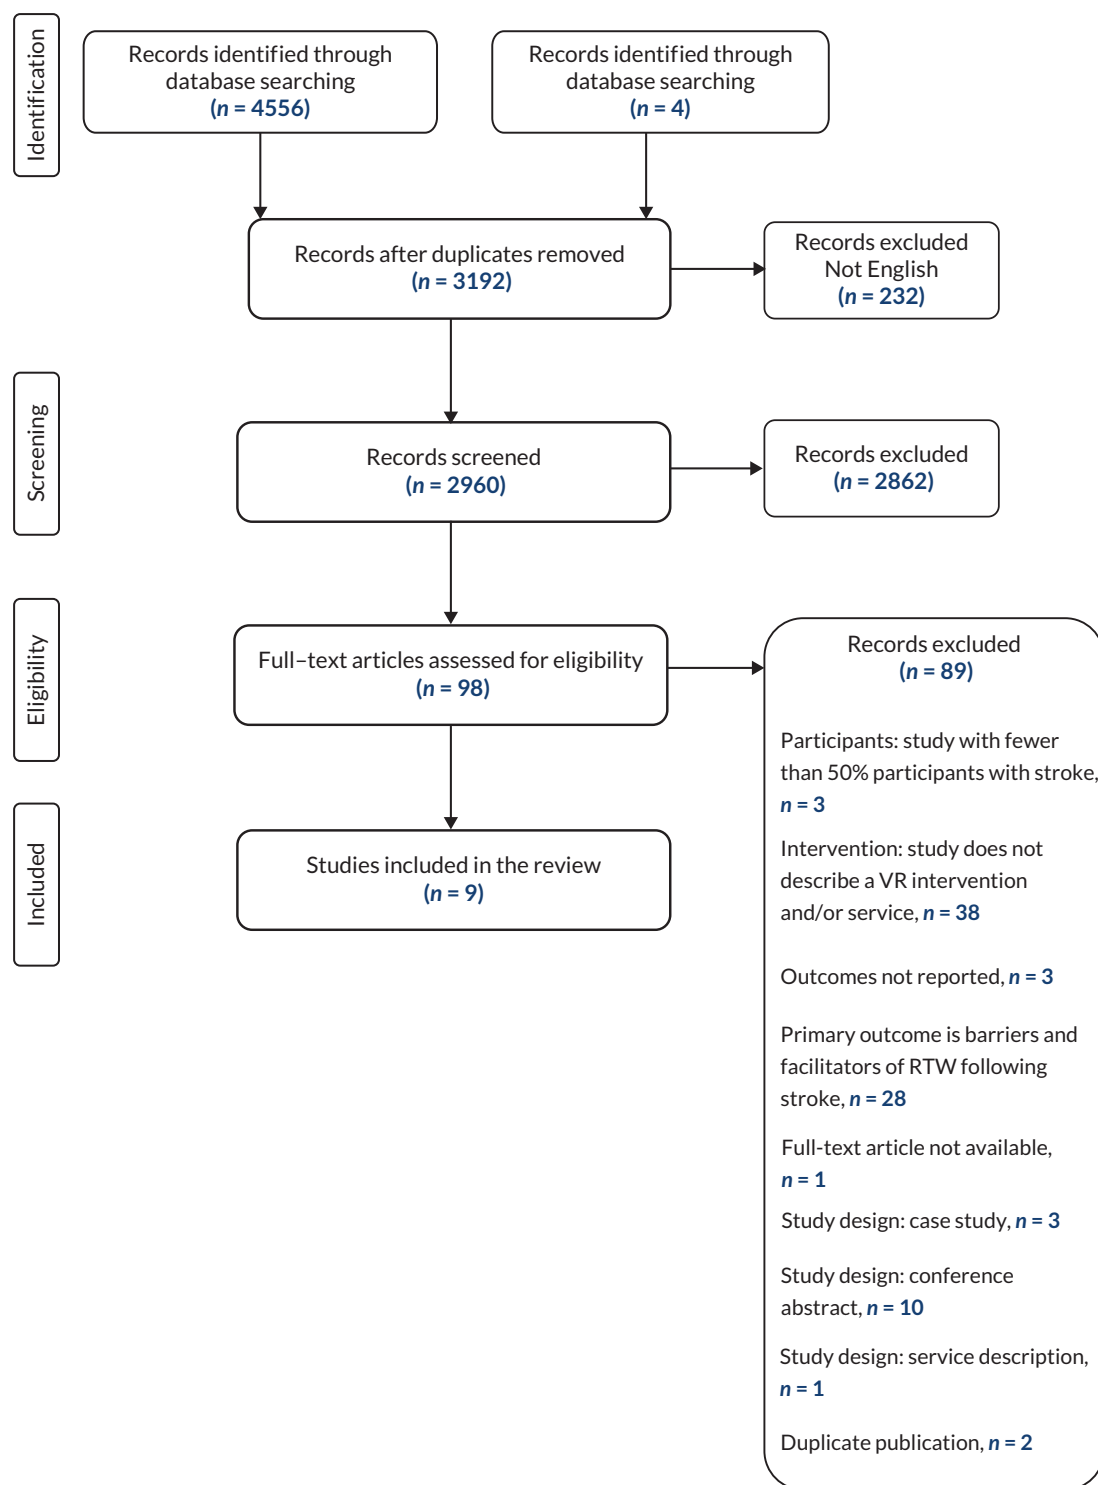 Identification
Records identified through
database searching
(n = 4556)
Records identified through
database searching
(n = 4)
Records after duplicates removed
(n = 3192)
Records excluded
Not English
(n = 232)
Screening
Records screened
(n = 2960)
Records excluded
(n = 2862)
Eligibility
Full–text articles assessed for eligibility
(n = 98)
Records excluded
(n = 89)
Participants: study with fewer
than 50% participants with stroke,
n = 3
Intervention: study does not
describe a VR intervention
and/or service, n = 38
Outcomes not reported, n = 3
Primary outcome is barriers and
facilitators of RTW following
stroke, n = 28
Full-text article not available,
n = 1
Study design: case study, n = 3
Study design: conference
abstract, n = 10
Study design: service description,
n = 1
Duplicate publication, n = 2
Included
Studies included in the review
(n = 9)